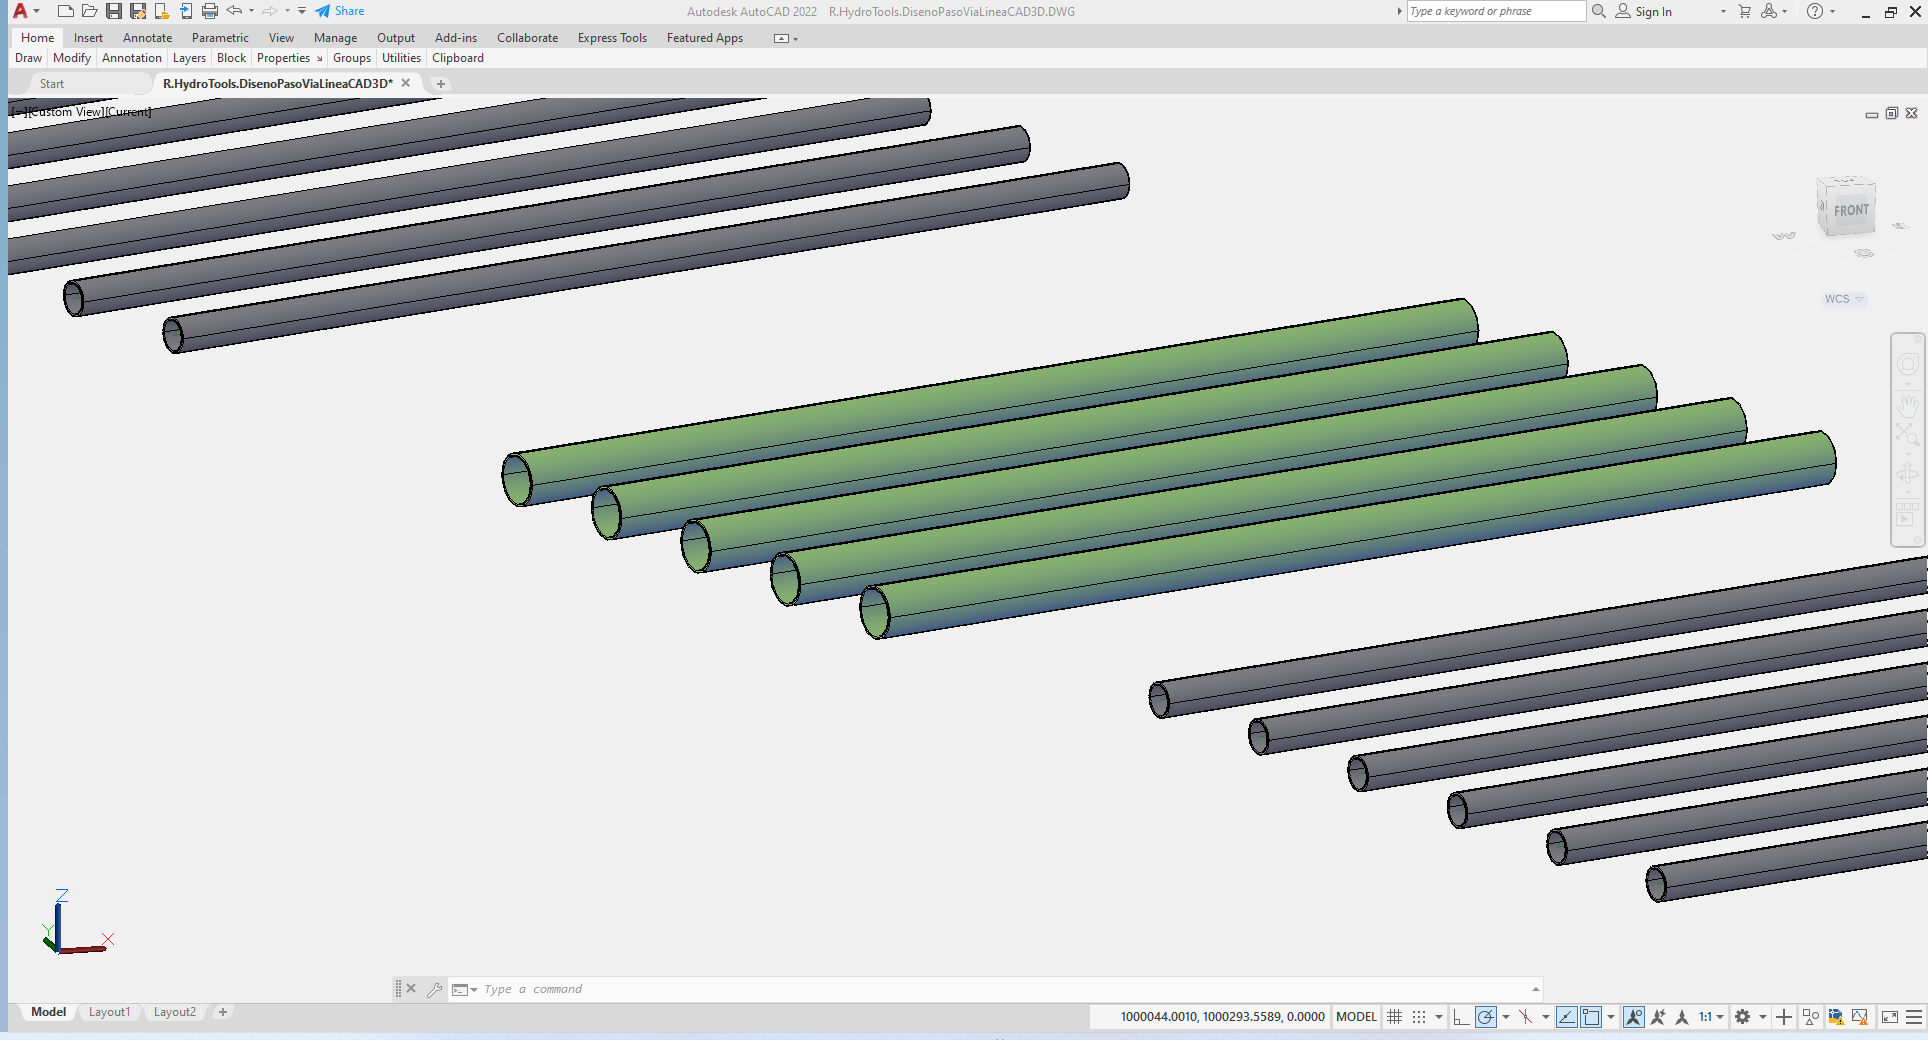 Share
Autodesk AutoCAD 2022 R.HydroTools.DisenoPasoViaLineaCAD3D.DWG
Type a keyword or phrase
Sign In
Home Insert Annotate Parametric View Manage Output Add-ins Collaborate Express Tools Featured Apps
Draw Modify Annotation Layers Block Properties Groups Utilities Clipboard
Start
R.HydroTools.DisenoPasoViaLineaCAD3D*
[−][Custom View][Current]
FRONT
W
WCS
Z
Y
X
Type a command
Model Layout1 Layout2
1000044.0010, 1000293.5589, 0.0000 MODEL 1:1